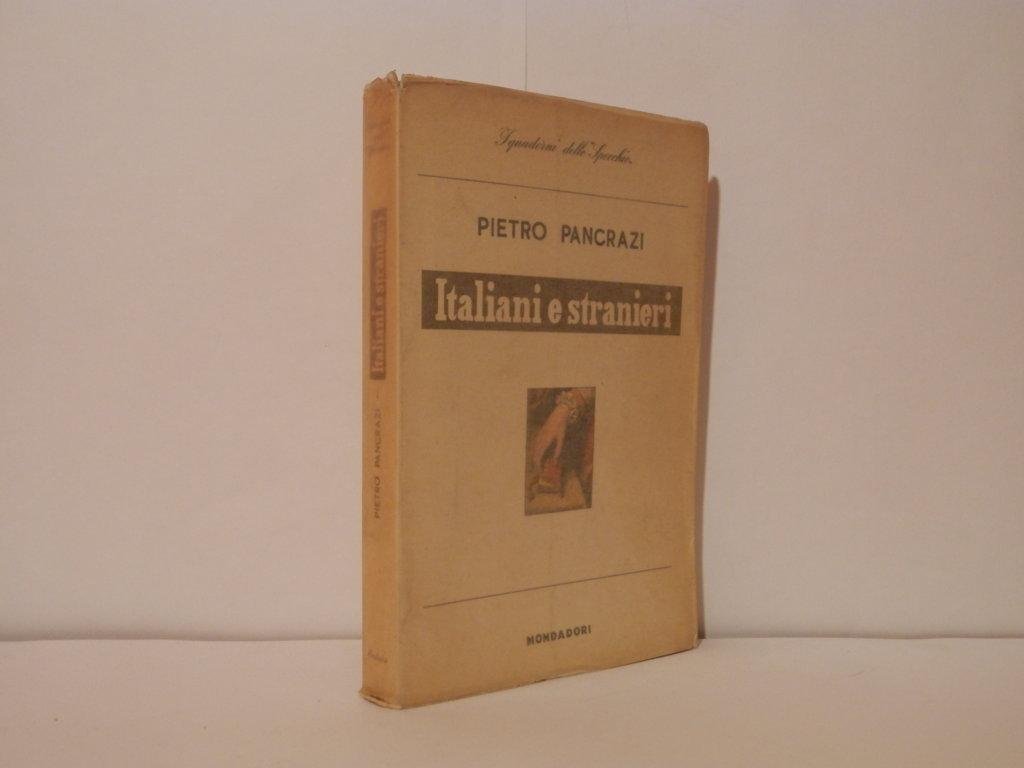 I quaderni dello "Specchio"
PIETRO PANCRAZI
Italiani e stranieri
MONDADORI
Italiani e stranieri
PIETRO PANCRAZI